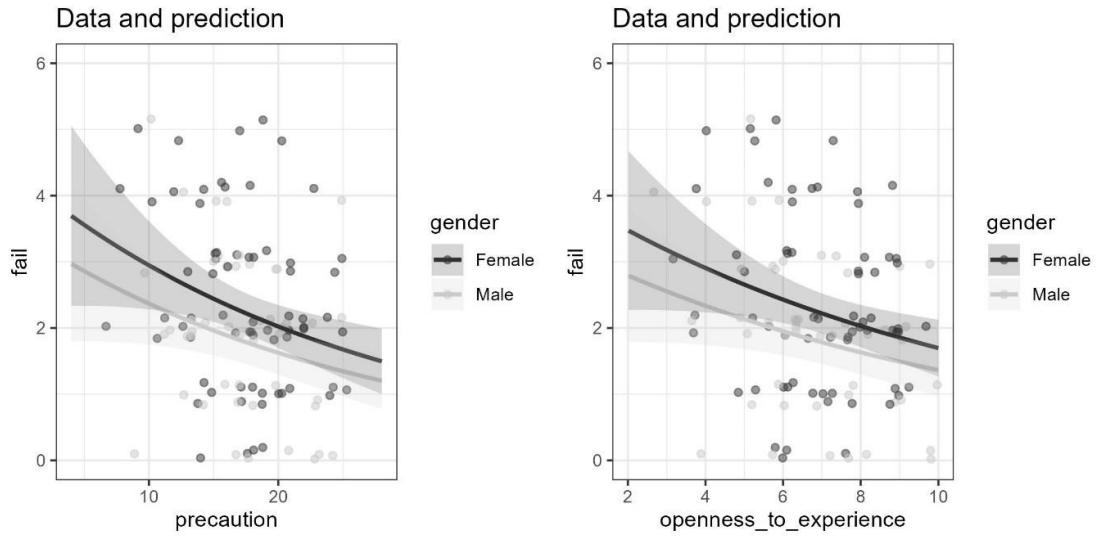 Data and prediction
6
4
2
0
fail
10
20
precaution
gender
Female
Male
Data and prediction
6
4
2
0
fail
2
4
6
8
10
openness_to_experience
gender
Female
Male